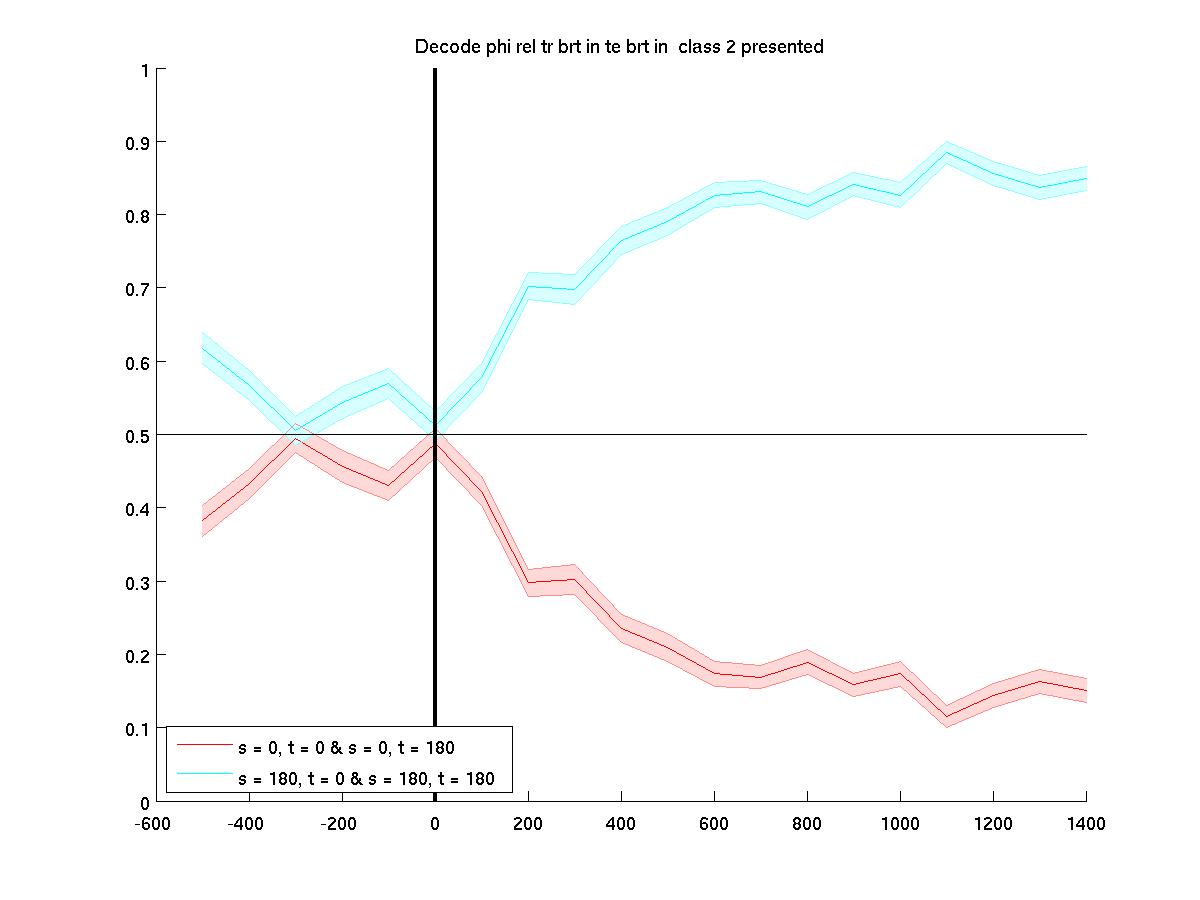 Decode phi rel tr brt in te brt in  class 2 presented
1
0.9
0.8
0.7
0.6
0.5
0.4
0.3
0.2
0.1
0
s = 0, t = 0 & s = 0, t = 180
s = 180, t = 0 & s = 180, t = 180
-600 -400 -200 0 200 400 600 800 1000 1200 1400